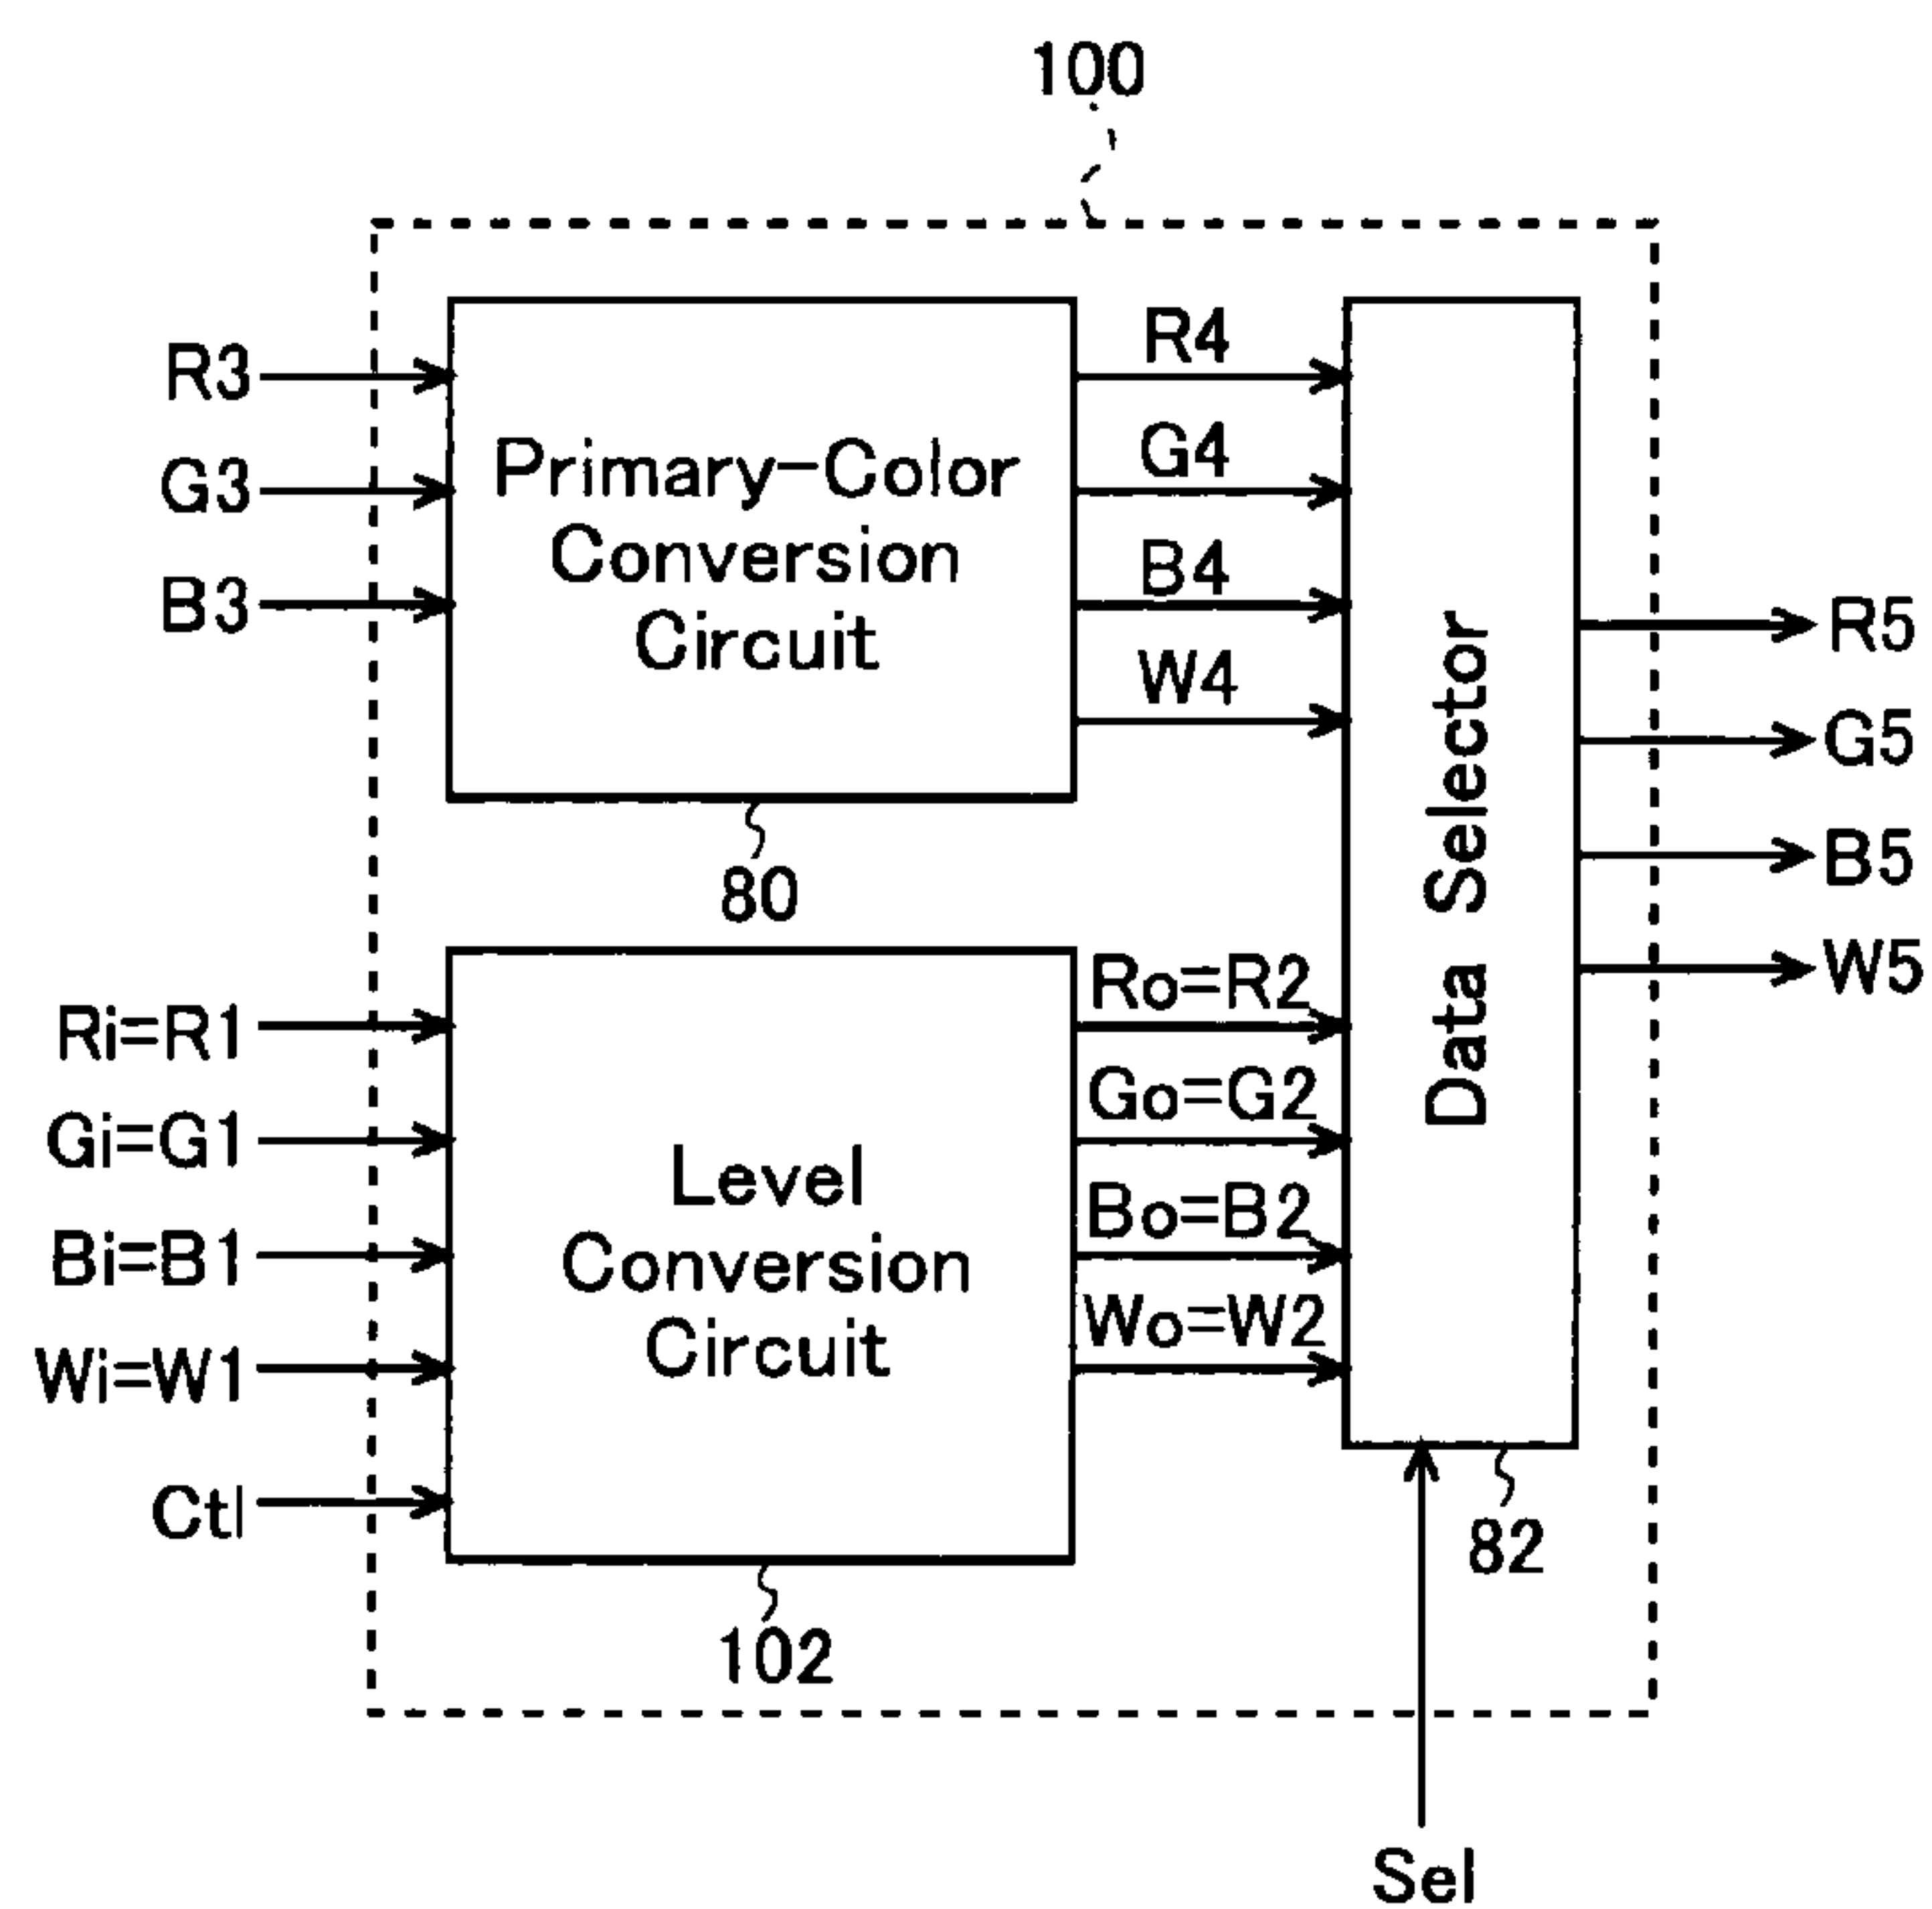 100
R3
G3
B3
Primary-Color
Conversion
Circuit
R4
G4
B4
W4
80
Ri=R1
Gi=G1
Bi=B1
Wi=W1
Ctl
Level
Conversion
Circuit
Ro=R2
Go=G2
Bo=B2
Wo=W2
102
Data Selector
82
Sel
R5
G5
B5
W5